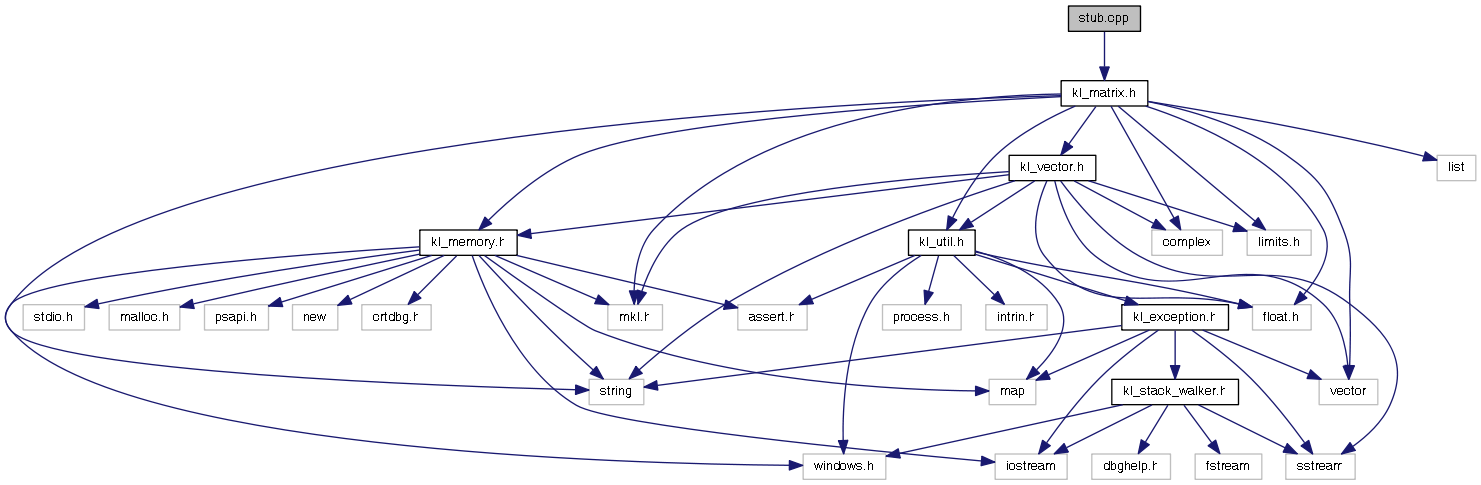 stub.cpp
kl_matrix.h
kl_vector.h
list
kl_memory.h
kl_util.h
complex
limits.h
stdio.h
malloc.h
psapi.h
new
crtdbg.h
mkl.h
assert.h
process.h
intrin.h
kl_exception.h
float.h
string
map
kl_stack_walker.h
vector
windows.h
iostream
dbghelp.h
fstream
sstream